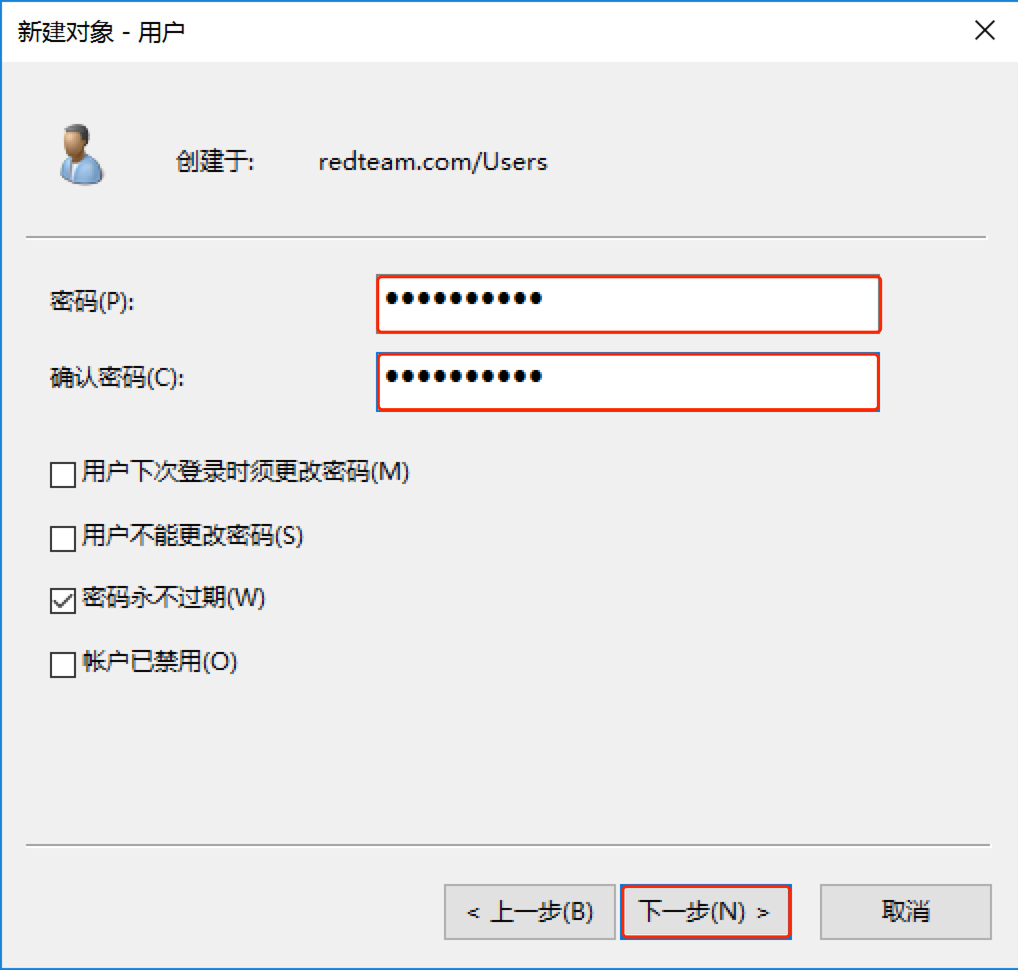 新建对象 - 用户
创建于: redteam.com/Users
密码(P):
●●●●●●●●●●
确认密码(C):
●●●●●●●●●●
用户下次登录时须更改密码(M)
用户不能更改密码(S)
密码永不过期(W)
帐户已禁用(O)
< 上一步(B)
下一步(N) >
取消